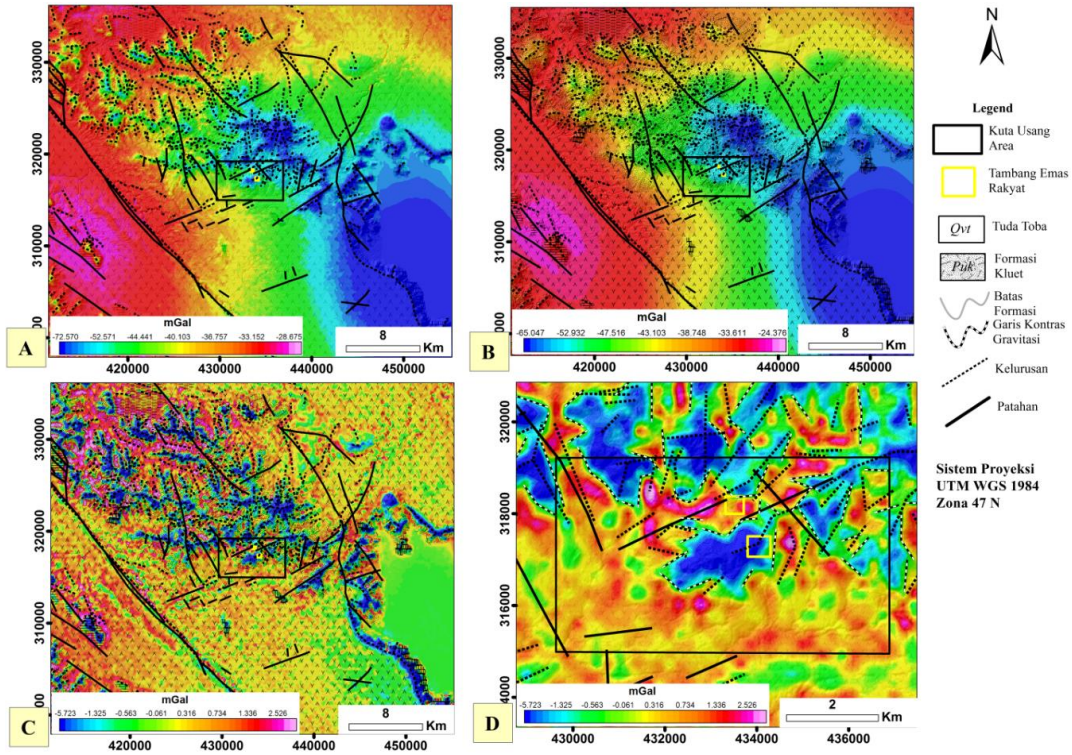 330000
320000
310000
mGal
-72.570 -52.571 -44.441 -40.103 -36.757 -33.152 -28.675
8
Km
A
420000 430000 440000 450000
330000
320000
310000
mGal
-65.047 -52.932 -47.516 -43.103 -38.748 -33.611 -24.376
8
Km
B
420000 430000 440000 450000
N
Legend
Kuta Usang
Area
Tambang Emas
Rakyat
Qvt
Tuda Toba
Puk
Formasi
Kluet
Batas
Formasi
Garis Kontras
Gravitasi
Kelurusan
Patahan
Sistem Proyeksi
UTM WGS 1984
Zona 47 N
330000
320000
310000
mGal
-5.723 -1.325 -0.563 -0.061 0.316 0.734 1.336 2.526
8
Km
C
420000 430000 440000 450000
320000
318000
316000
mGal
-5.723 -1.325 -0.563 -0.061 0.316 0.734 1.336 2.526
2
Km
D
430000 432000 434000 436000